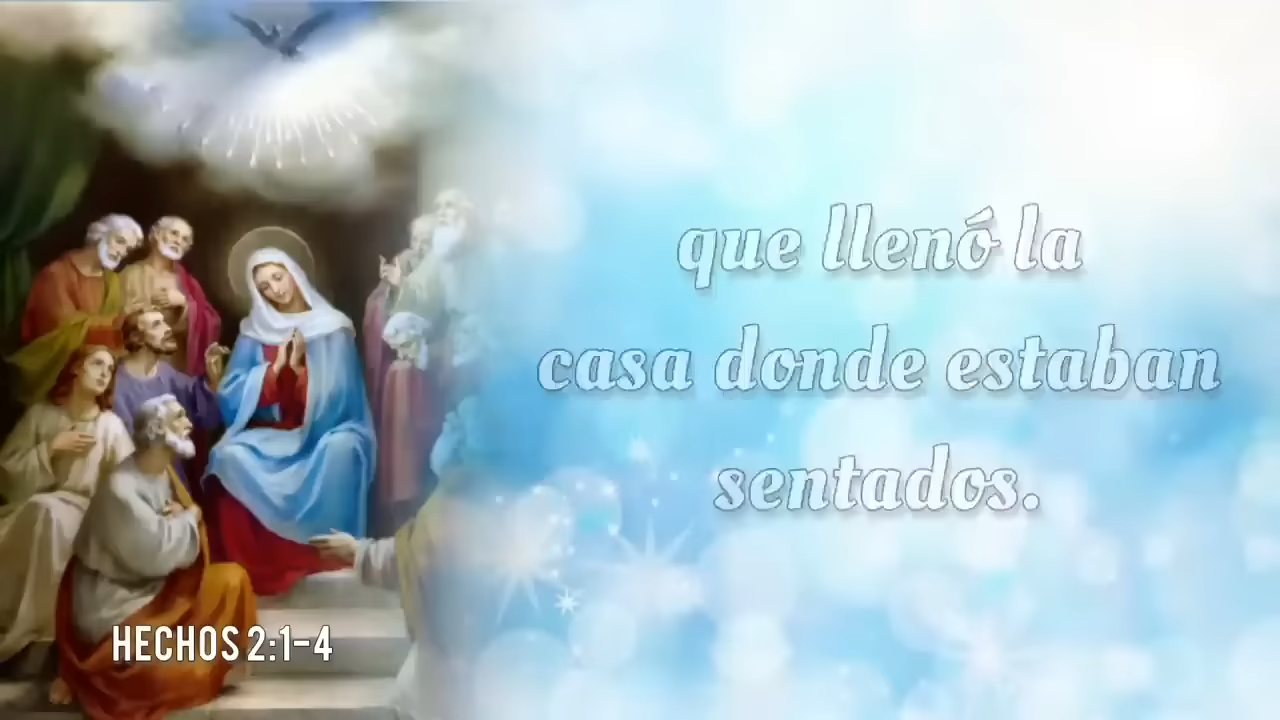 que llenó la
casa donde estaban
sentados.
HECHOS 2:1-4